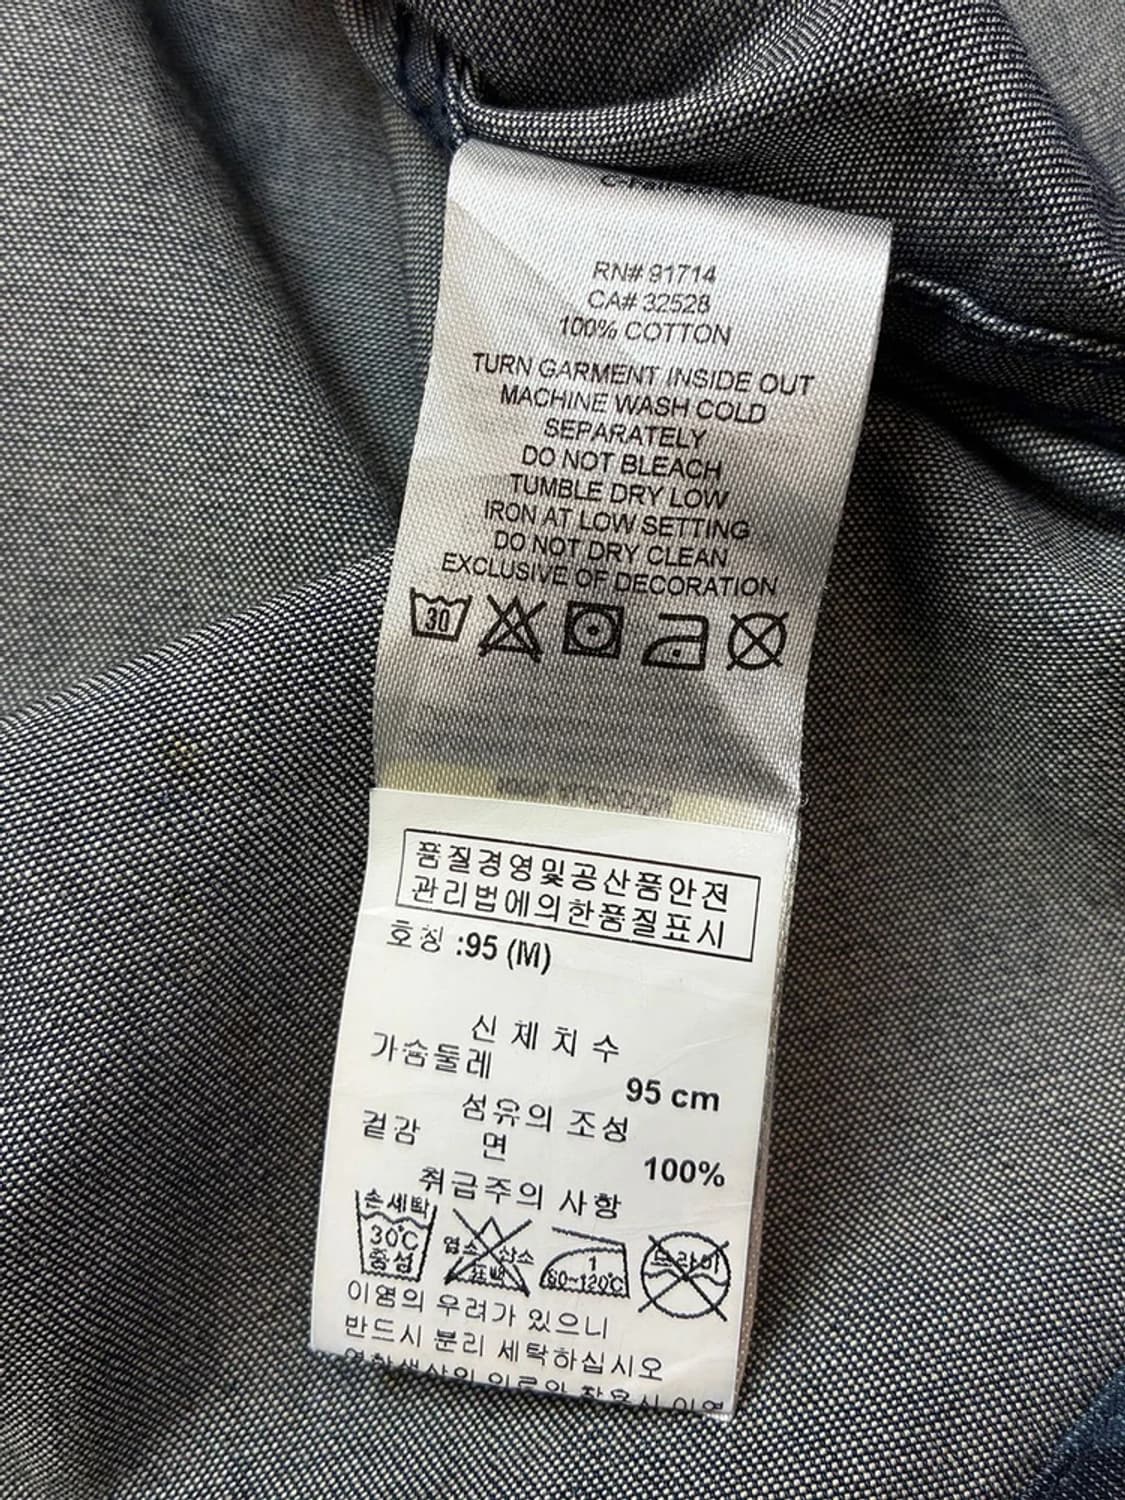 RN# 91714
CA# 32528
100% COTTON
TURN GARMENT INSIDE OUT
MACHINE WASH COLD
SEPARATELY
DO NOT BLEACH
TUMBLE DRY LOW
IRON AT LOW SETTING
DO NOT DRY CLEAN
EXCLUSIVE OF DECORATION
30
품질경영및공산품안전
관리법에의한품질표시
호칭 :95 (M)
신체치수
가슴둘레
95 cm
섬유의 조성
겉감 면
100%
취급주의 사항
손세탁
30℃
중성
염소 산소
표백
1
80~120℃
드라이
이염의 우려가 있으니
반드시 분리 세탁하십시오